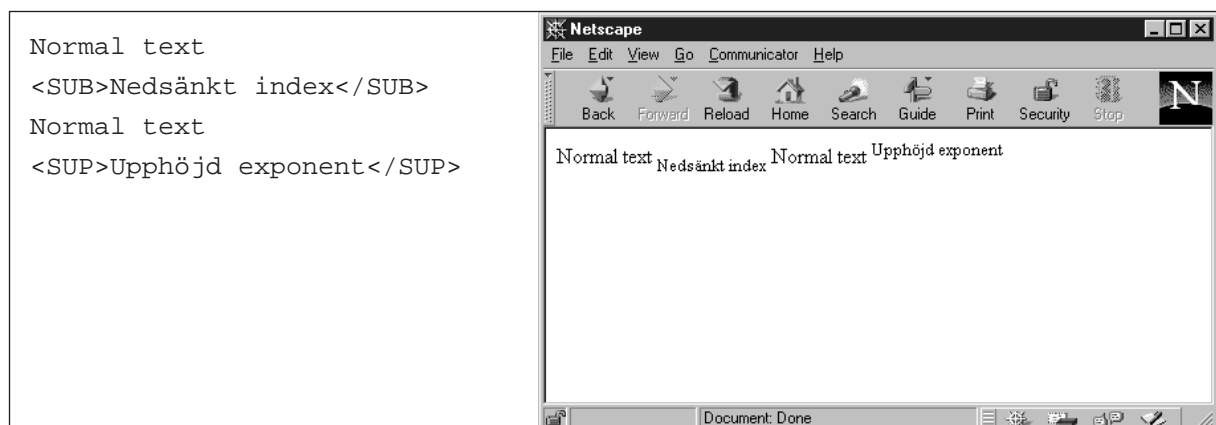 Normal text
<SUB>Nedsänkt index</SUB>
Normal text
<SUP>Upphöjd exponent</SUP>
Netscape
File Edit View Go Communicator Help
Back Forward Reload Home Search Guide Print Security Stop
N
Normal text Nedsänkt index Normal text Upphöjd exponent
Document: Done